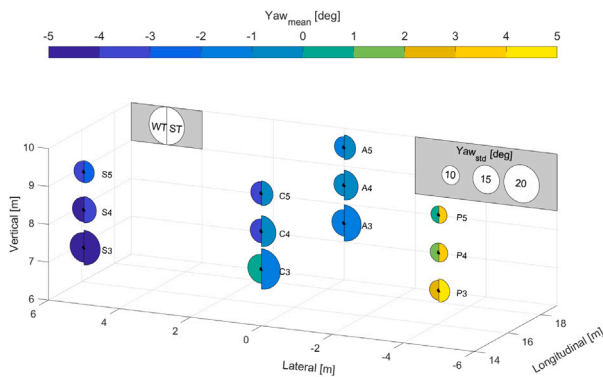 Yaw_mean [deg]
-5 -4 -3 -2 -1 0 1 2 3 4 5
WT ST
Yaw_std [deg]
10 15 20
A5
A4
A3
S5
S4
S3
C5
C4
C3
P5
P4
P3
10
9
8
7
6
Vertical [m]
6 4 2 0 -2 -4 -6
Lateral [m]
14 16 18
Longitudinal [m]